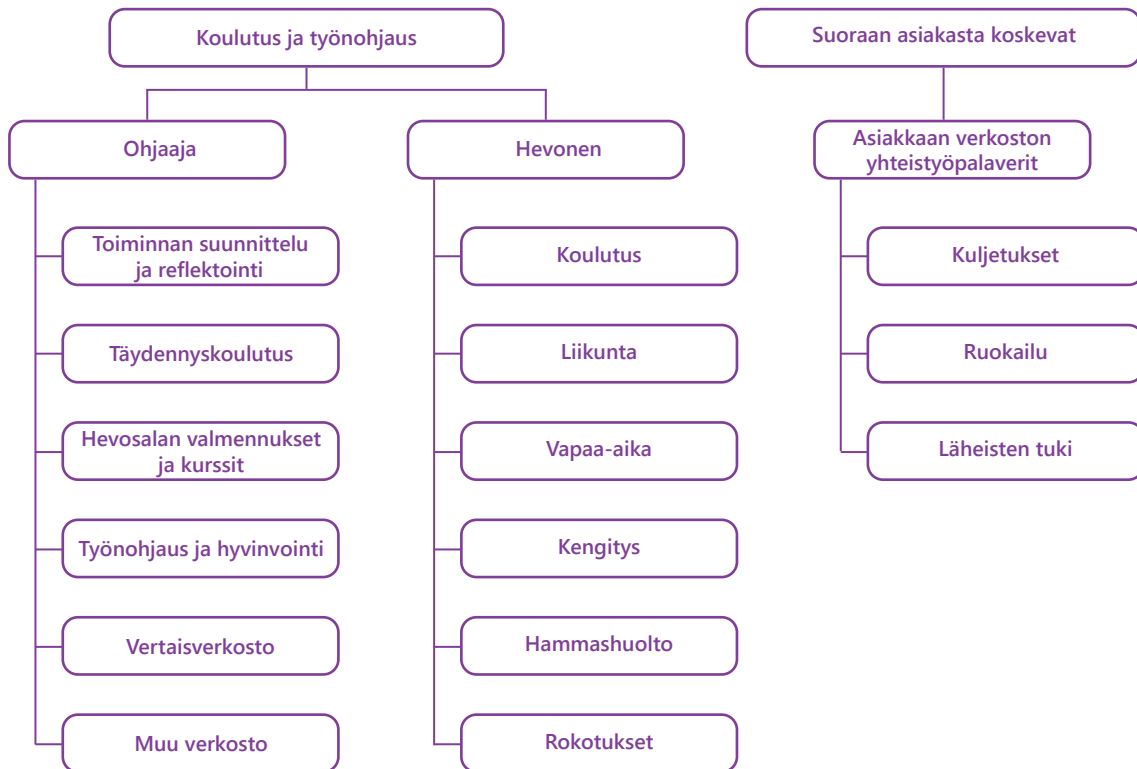 Koulutus ja työnohjaus
Ohjaaja
Toiminnan suunnittelu
ja reflektointi
Täydennyskoulutus
Hevosalan valmennukset
ja kurssit
Työnohjaus ja hyvinvointi
Vertaisverkosto
Muu verkosto
Hevonen
Koulutus
Liikunta
Vapaa-aika
Kengitys
Hammashuolto
Rokotukset
Suoraan asiakasta koskevat
Asiakkaan verkoston
yhteistyöpalaverit
Kuljetukset
Ruokailu
Läheisten tuki